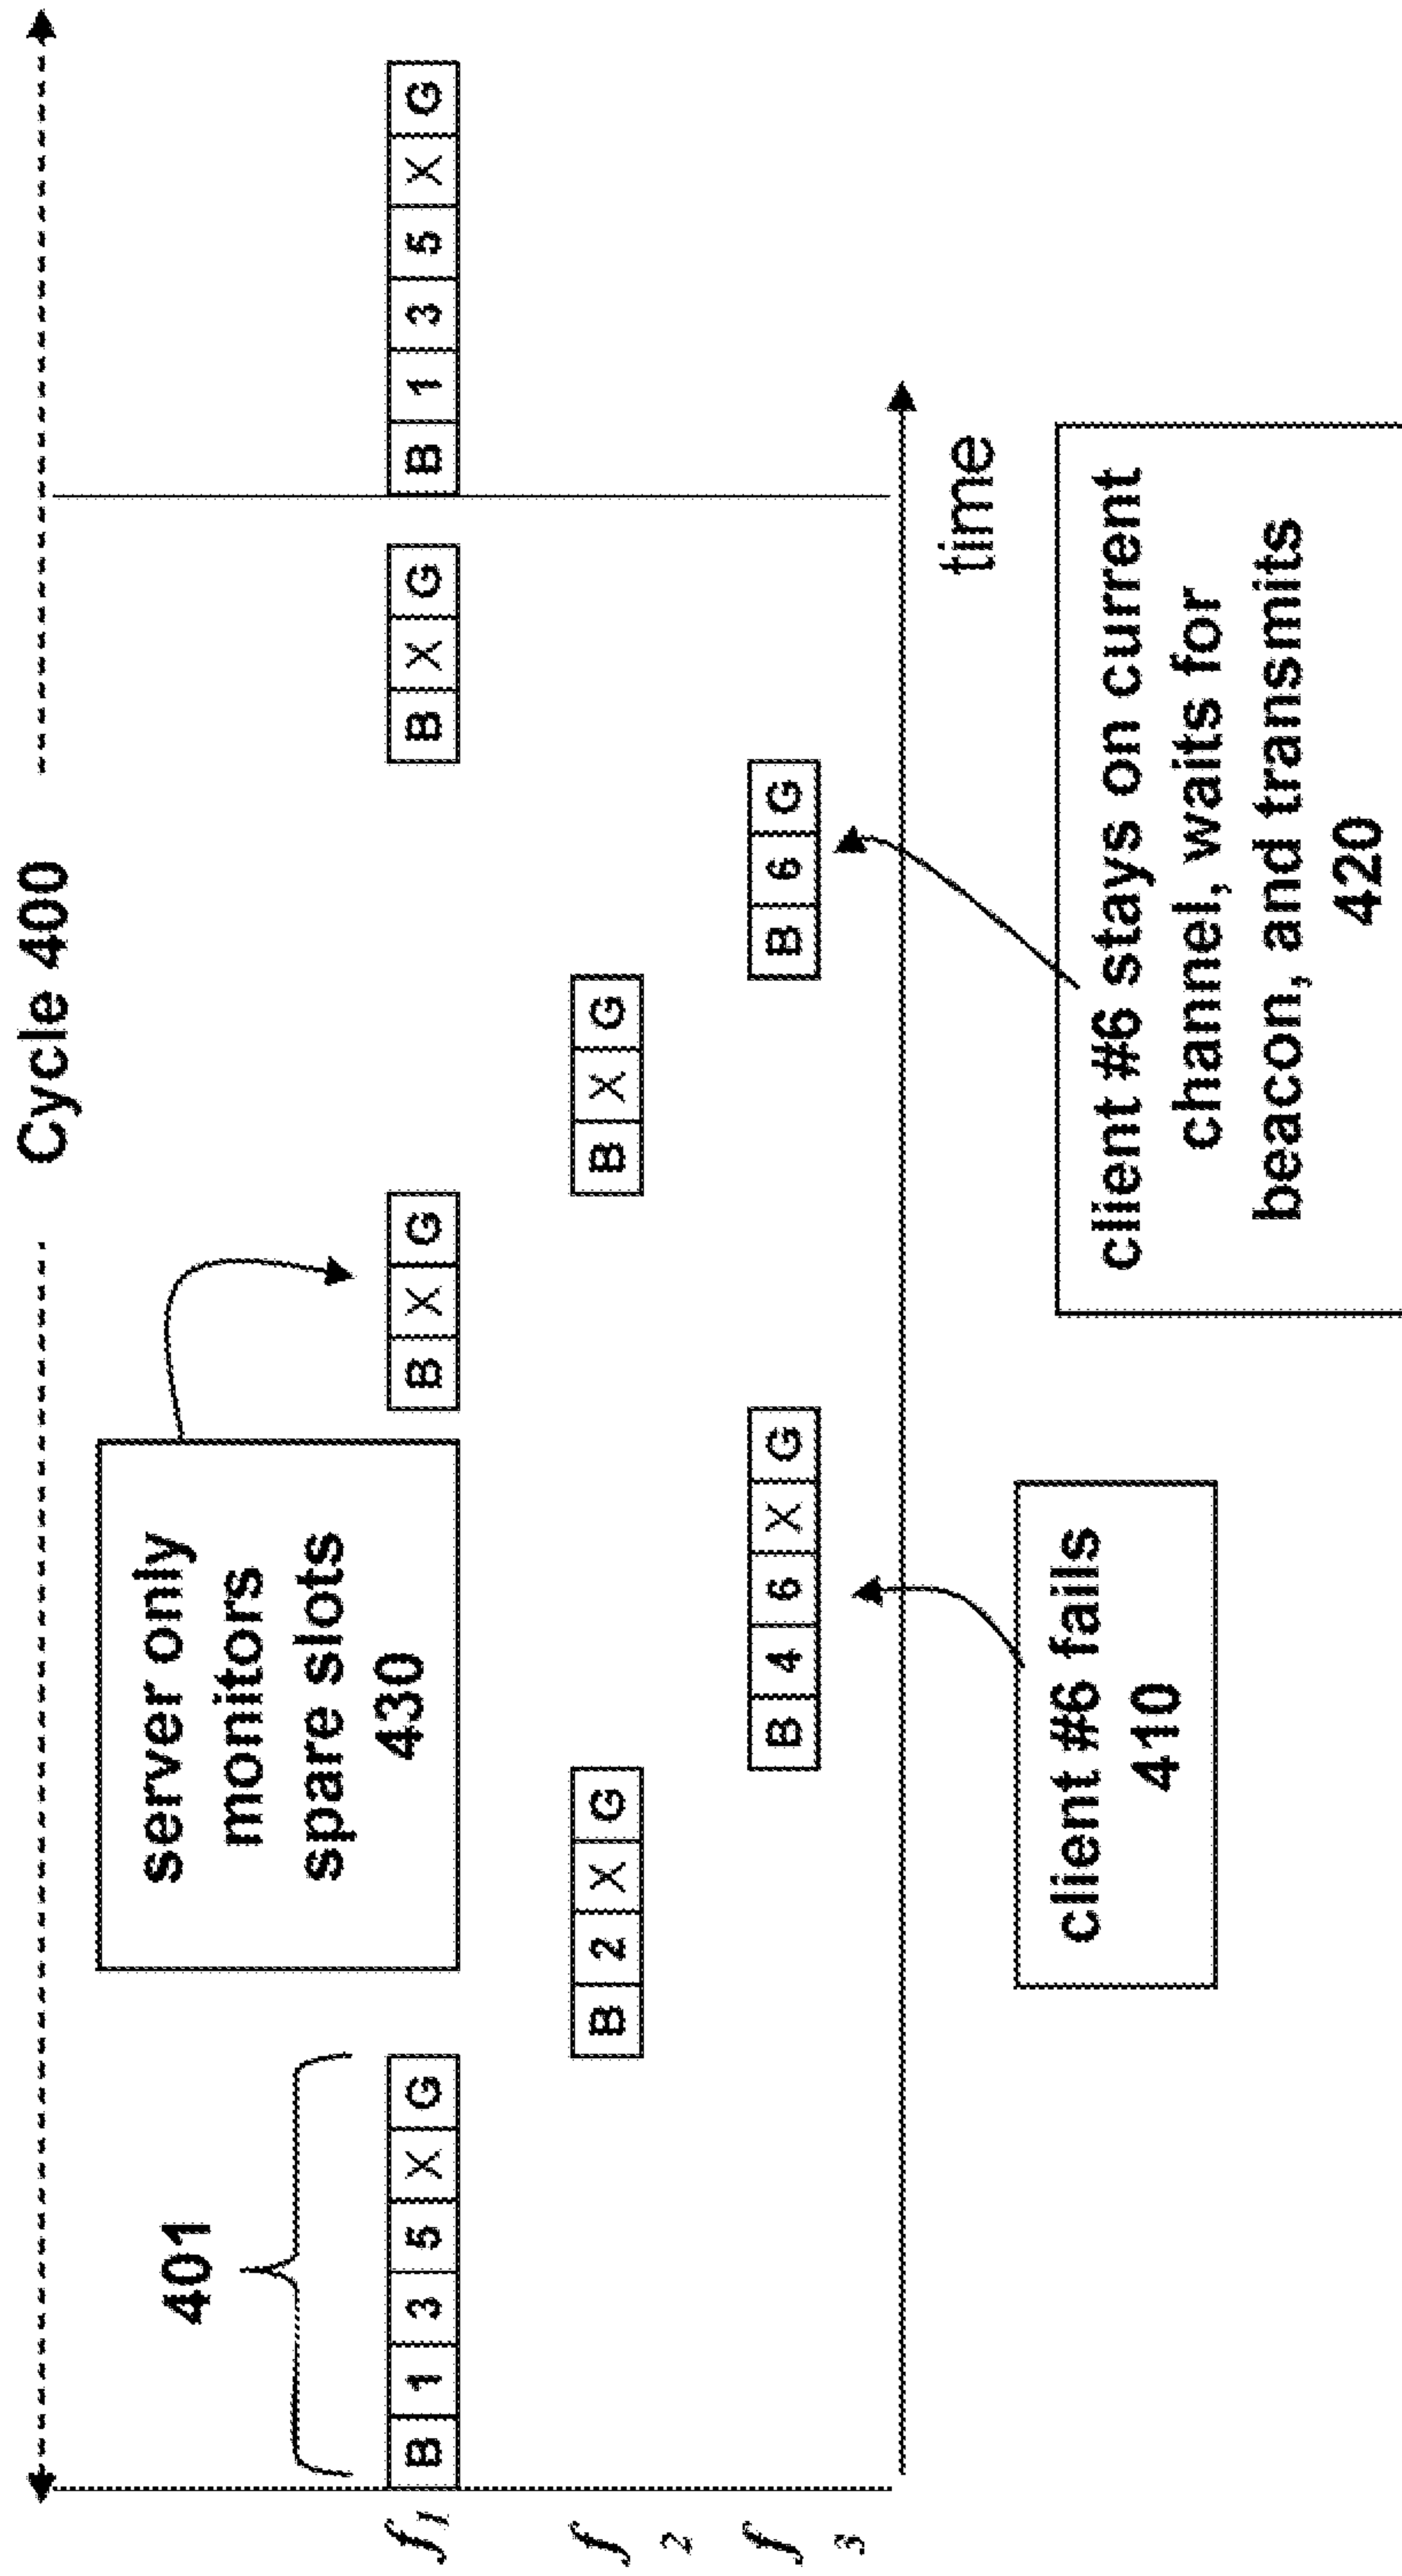 Cycle 400
401
server only
monitors
spare slots
430
f1
B 1 3 5 X G
B X G
B X G
B 1 3 5 X G
f2
B 2 X G
B X G
f3
B 4 6 X G
B 6 G
time
client #6 fails
410
client #6 stays on current
channel, waits for
beacon, and transmits
420